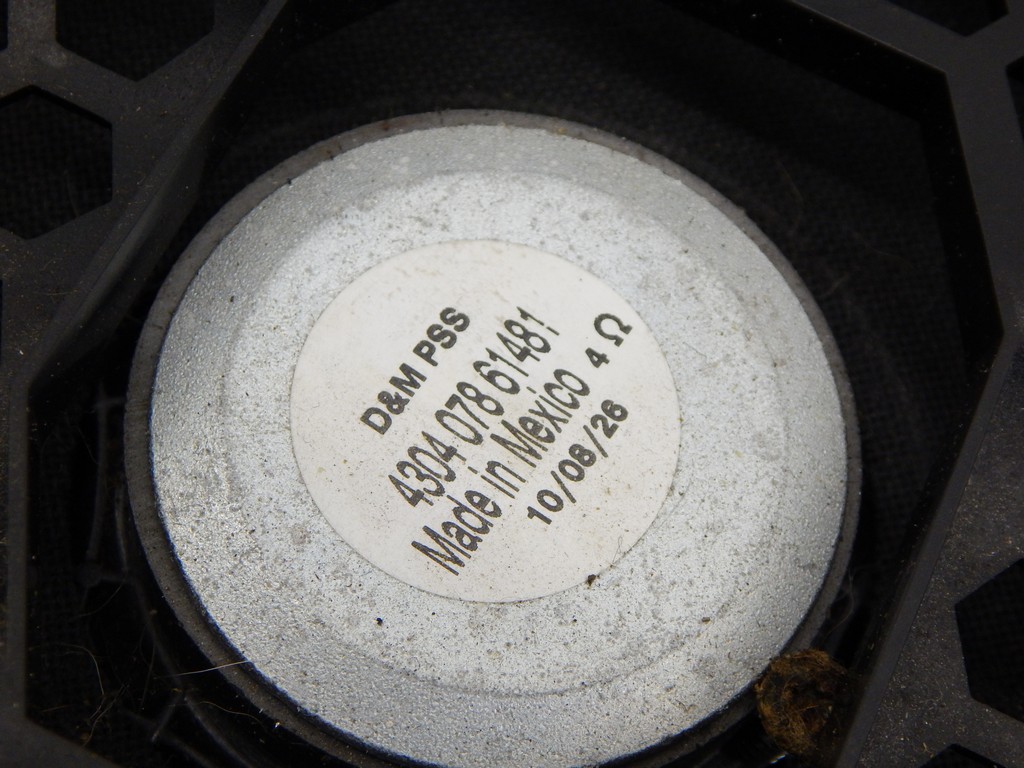 D&M PSS
4304 078 61481
Made in Mexico 4 Ω
10/08/26